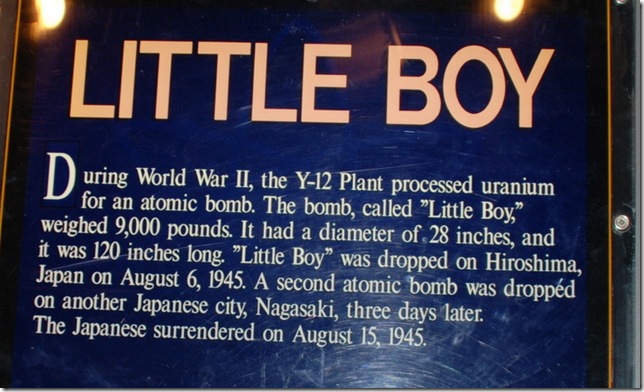 LITTLE BOY
During World War II, the Y-12 Plant processed uranium
for an atomic bomb. The bomb, called "Little Boy,"
weighed 9,000 pounds. It had a diameter of 28 inches, and
it was 120 inches long. "Little Boy" was dropped on Hiroshima,
Japan on August 6, 1945. A second atomic bomb was dropped
on another Japanese city, Nagasaki, three days later.
The Japanese surrendered on August 15, 1945.